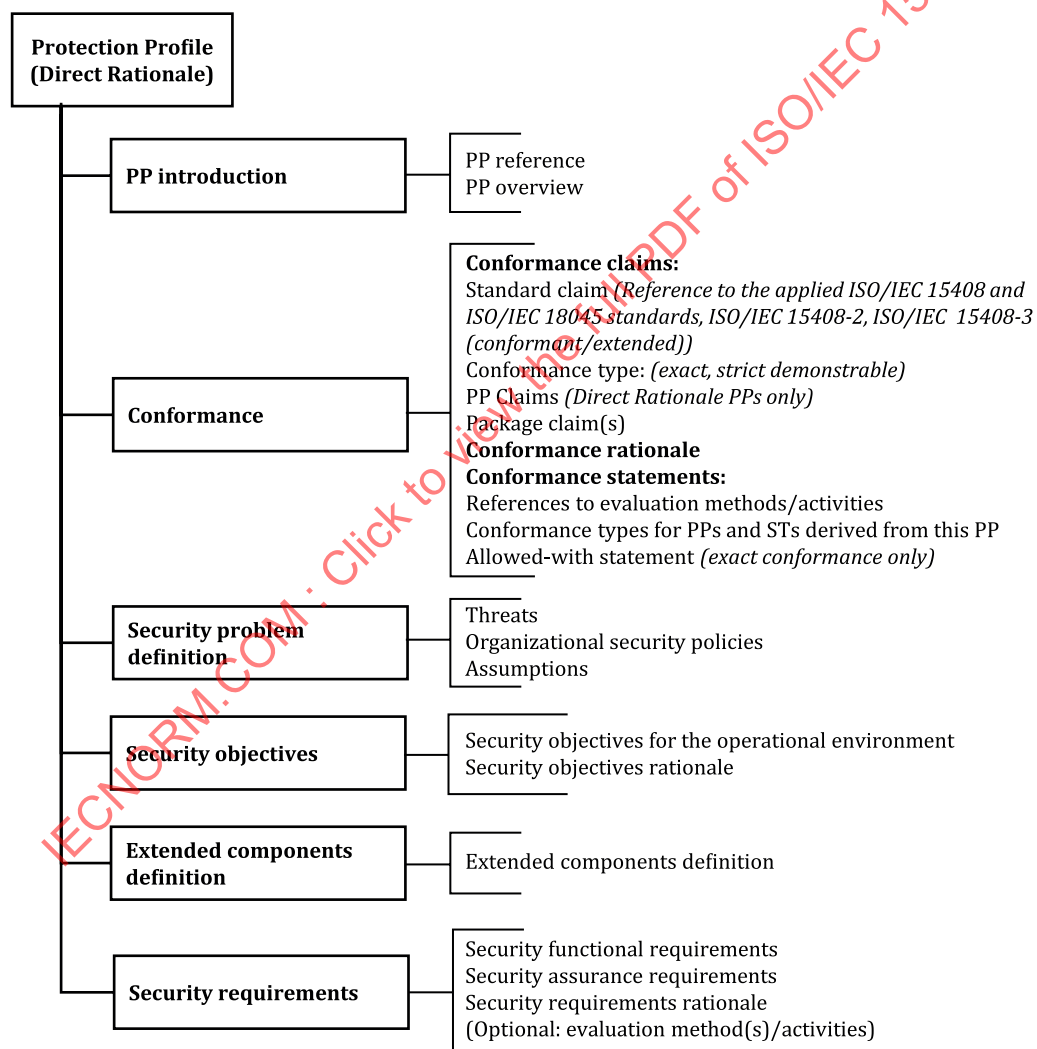 Protection Profile
(Direct Rationale)
PP introduction
PP reference
PP overview
Conformance
Conformance claims:
Standard claim (Reference to the applied ISO/IEC 15408 and
ISO/IEC 18045 standards, ISO/IEC 15408-2, ISO/IEC 15408-3
(conformant/extended))
Conformance type: (exact, strict demonstrable)
PP Claims (Direct Rationale PPs only)
Package claim(s)
Conformance rationale
Conformance statements:
References to evaluation methods/activities
Conformance types for PPs and STs derived from this PP
Allowed-with statement (exact conformance only)
Security problem
definition
Threats
Organizational security policies
Assumptions
Security objectives
Security objectives for the operational environment
Security objectives rationale
Extended components
definition
Extended components definition
Security requirements
Security functional requirements
Security assurance requirements
Security requirements rationale
(Optional: evaluation method(s)/activities)
IECNORM.COM : Click to view the full PDF of ISO/IEC